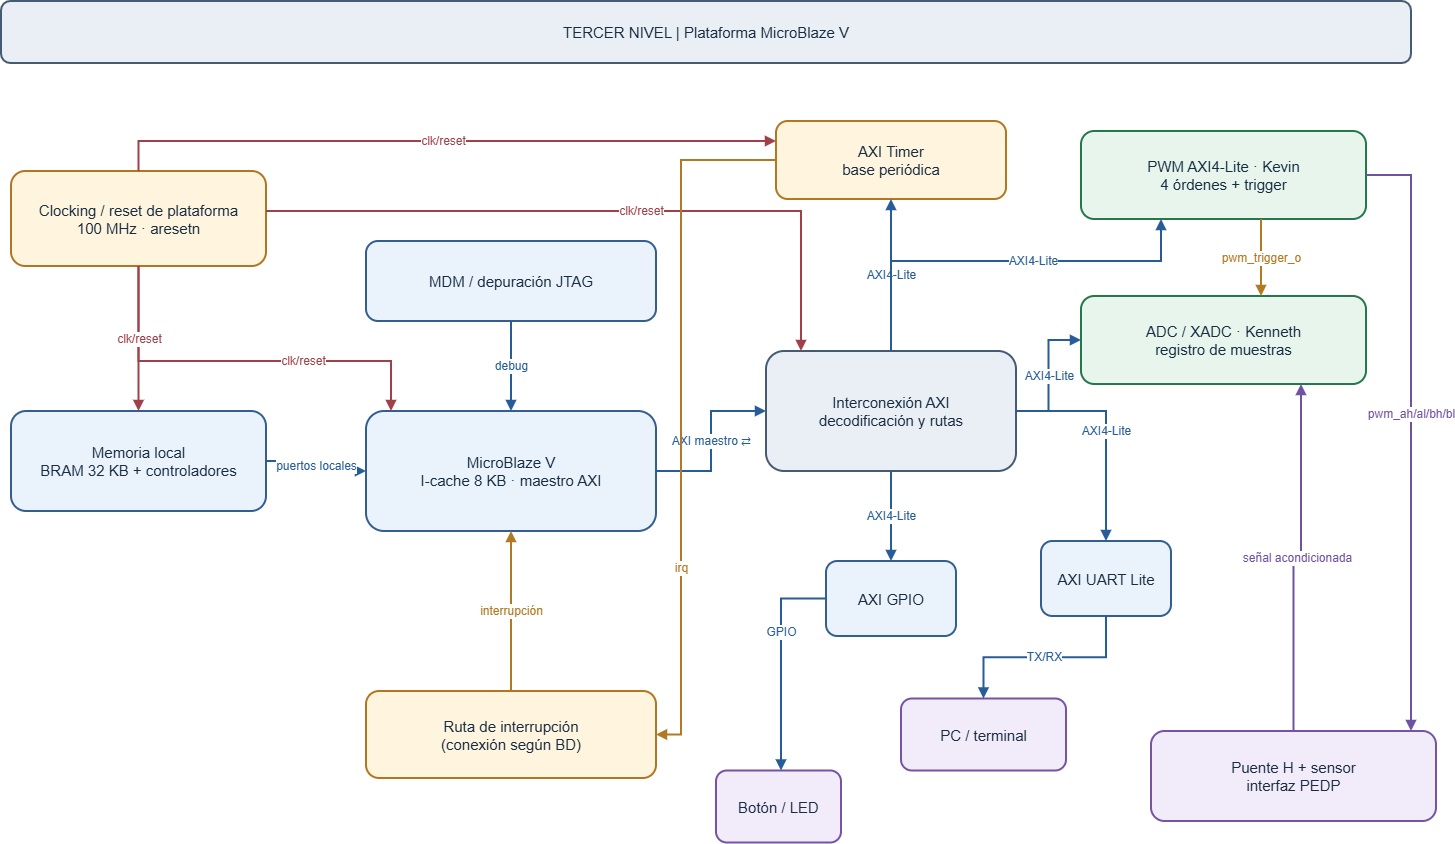 TERCER NIVEL | Plataforma MicroBlaze V
clk/reset
AXI Timer
base periódica
PWM AXI4-Lite · Kevin
4 órdenes + trigger
Clocking / reset de plataforma
100 MHz · aresetn
clk/reset
MDM / depuración JTAG
AXI4-Lite
AXI4-Lite
pwm_trigger_o
clk/reset
clk/reset
debug
ADC / XADC · Kenneth
registro de muestras
AXI4-Lite
Interconexión AXI
decodificación y rutas
pwm_ah/al/bh/bl
AXI4-Lite
Memoria local
BRAM 32 KB + controladores
puertos locales
MicroBlaze V
I-cache 8 KB · maestro AXI
AXI maestro ⇄
AXI4-Lite
irq
señal acondicionada
AXI GPIO
AXI UART Lite
interrupción
GPIO
TX/RX
Ruta de interrupción
(conexión según BD)
PC / terminal
Puente H + sensor
interfaz PEDP
Botón / LED